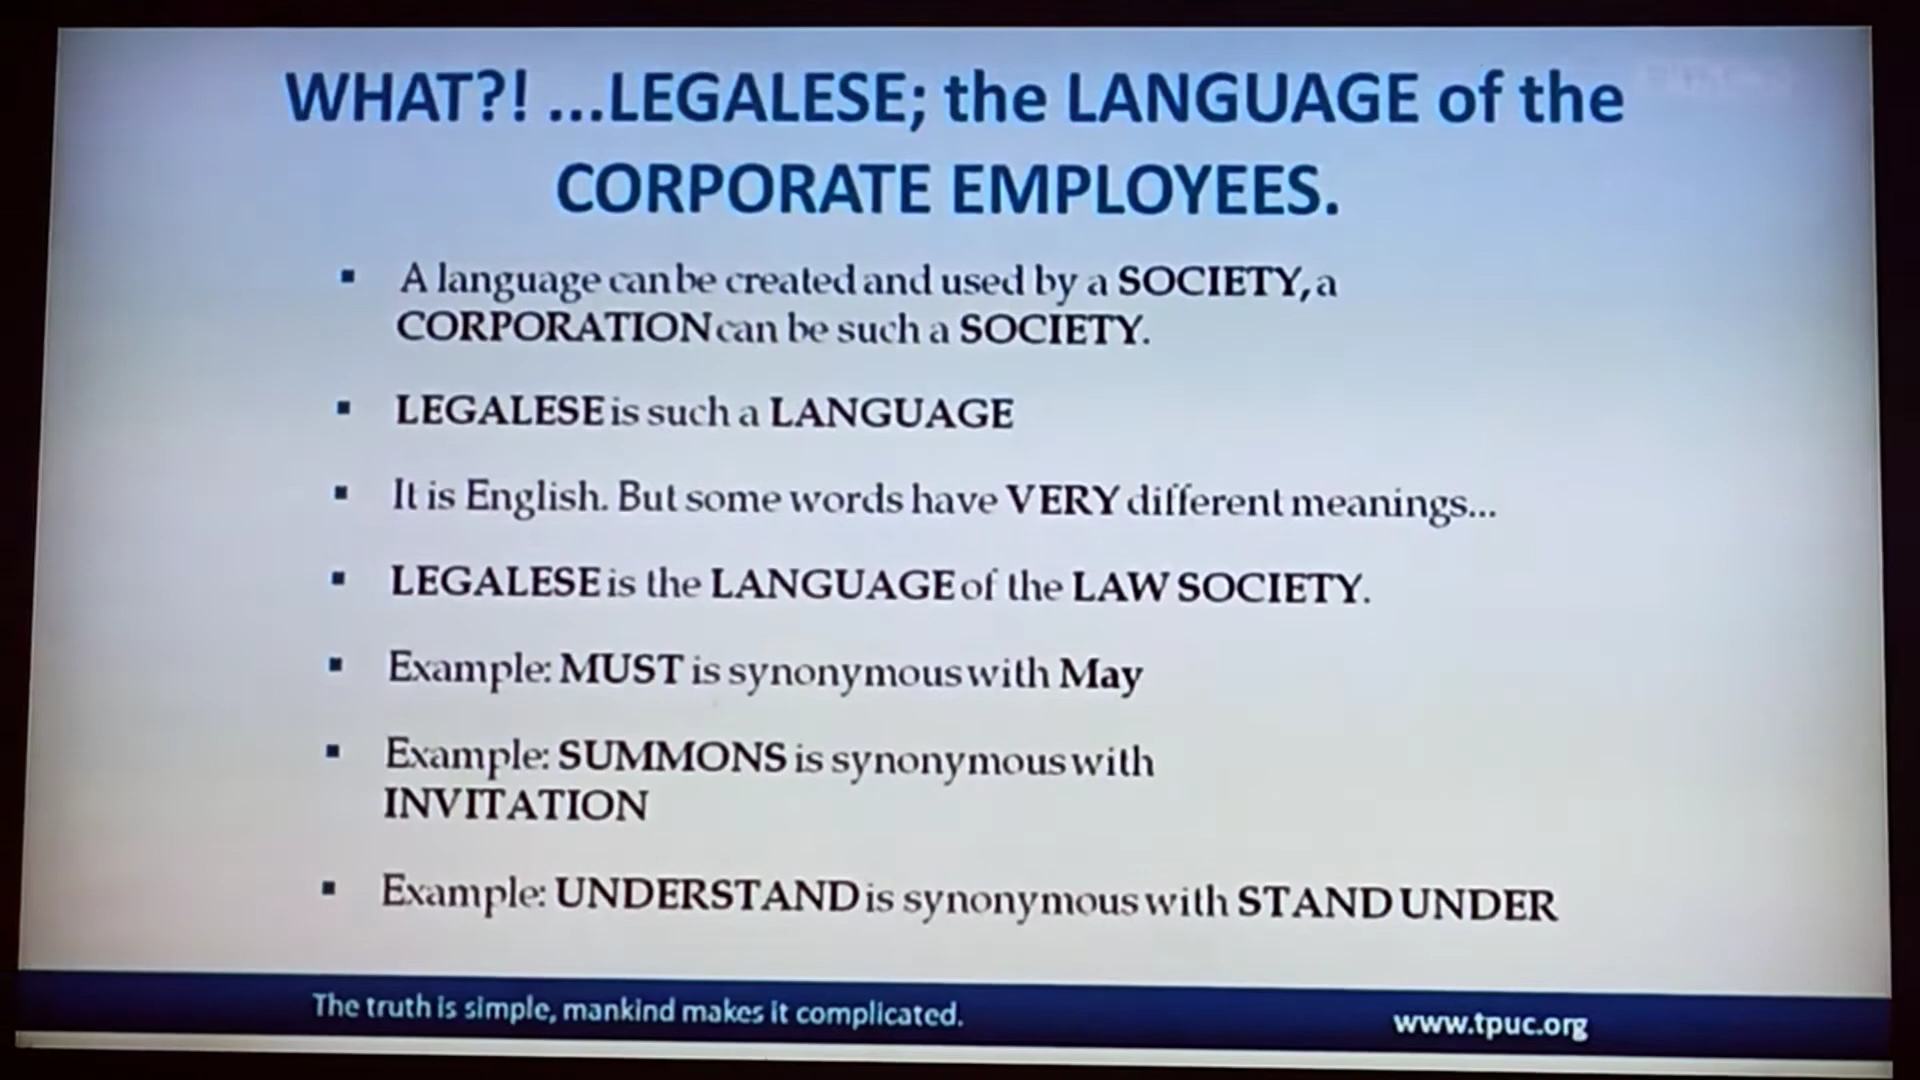 WHAT?! ...LEGALESE; the LANGUAGE of the
CORPORATE EMPLOYEES.
▪ A language can be created and used by a SOCIETY, a
CORPORATION can be such a SOCIETY.
▪ LEGALESE is such a LANGUAGE
▪ It is English. But some words have VERY different meanings...
▪ LEGALESE is the LANGUAGE of the LAW SOCIETY.
▪ Example: MUST is synonymous with May
▪ Example: SUMMONS is synonymous with
INVITATION
▪ Example: UNDERSTAND is synonymous with STAND UNDER
The truth is simple, mankind makes it complicated.
www.tpuc.org